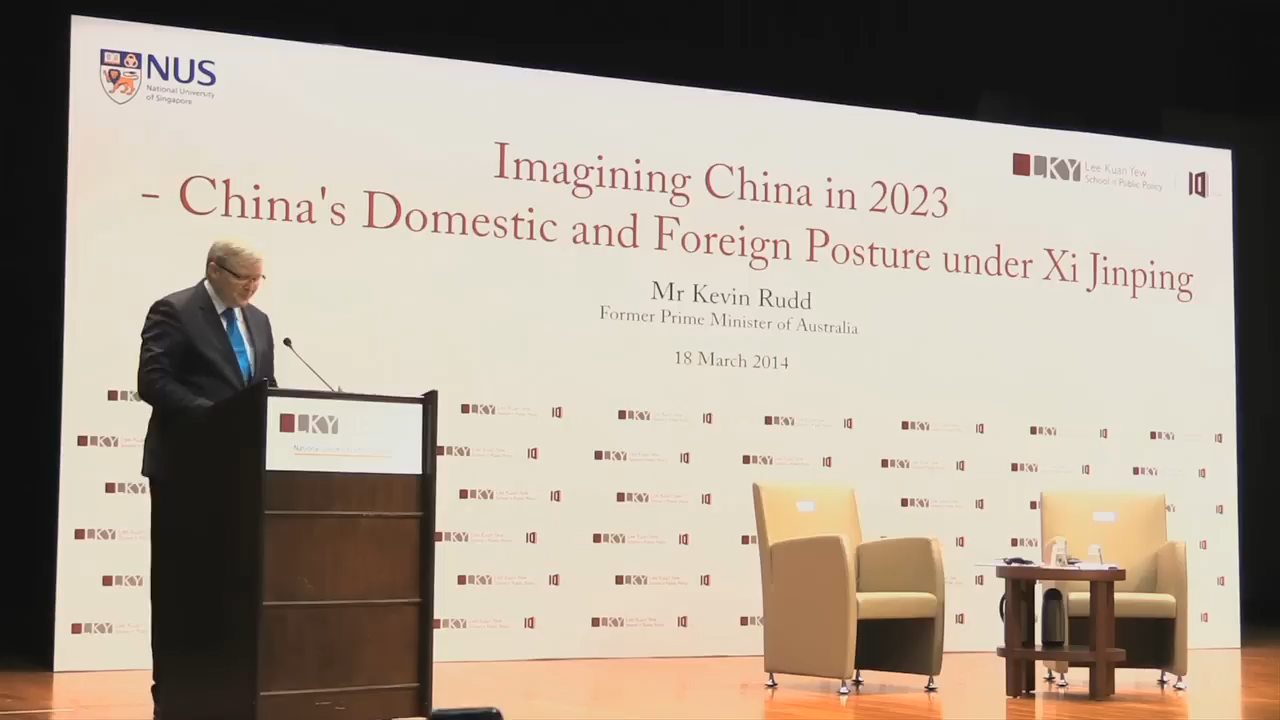 NUS
National University
of Singapore
LKY
Lee Kuan Yew
School of Public Policy
Imagining China in 2023
- China's Domestic and Foreign Posture under Xi Jinping
Mr Kevin Rudd
Former Prime Minister of Australia
18 March 2014
LKY